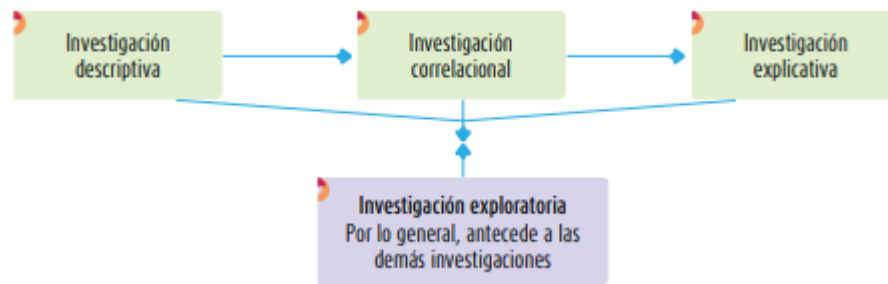 Investigación
descriptiva
Investigación
correlacional
Investigación
explicativa
Investigación exploratoria
Por lo general, antecede a las
demás investigaciones